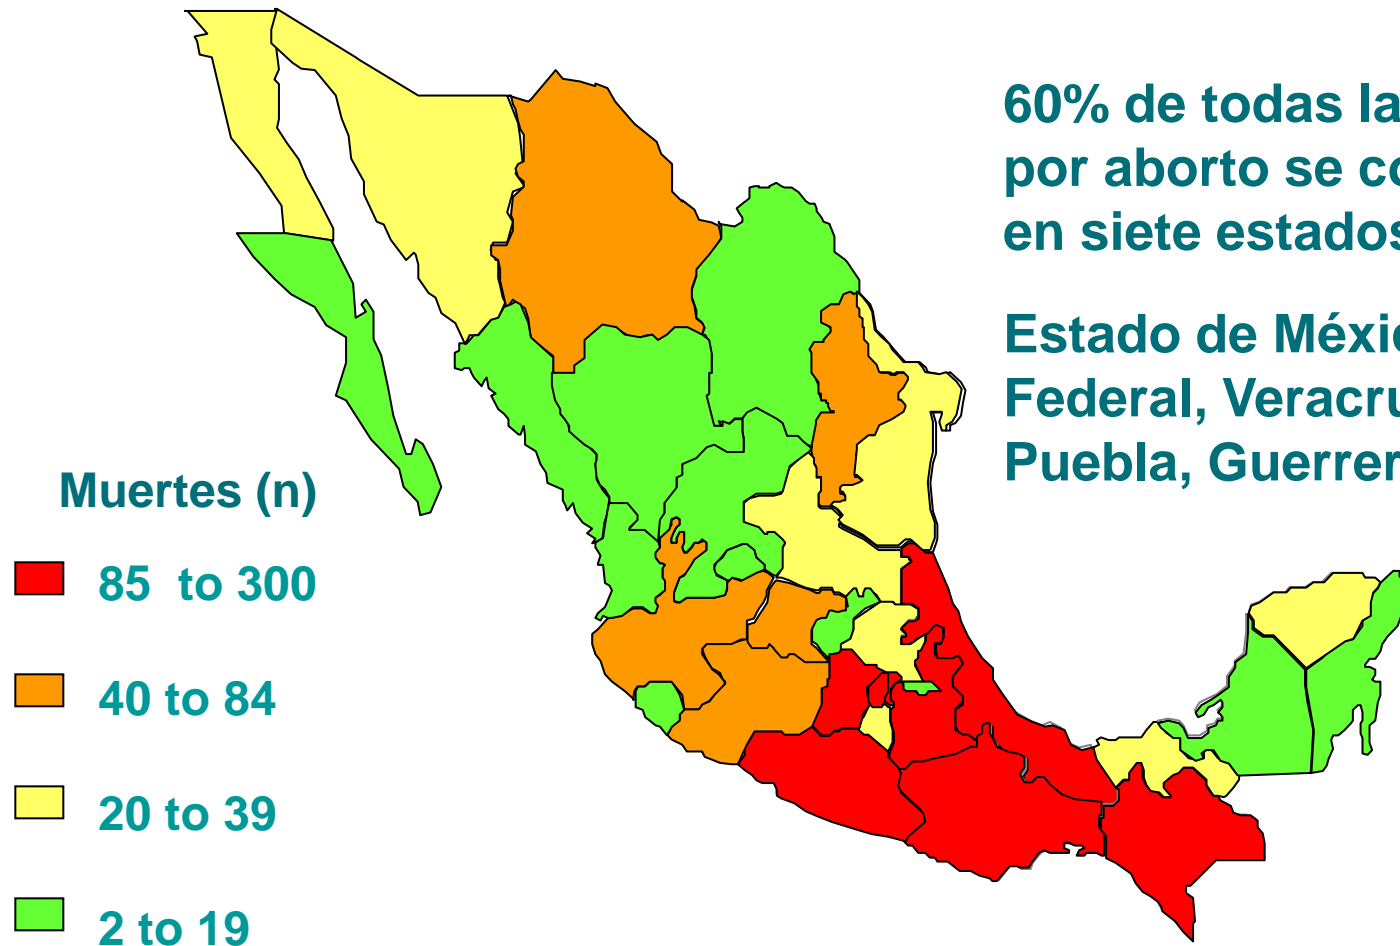 60% de todas la
por aborto se co
en siete estados
Estado de Méxi
Federal, Veracru
Puebla, Guerrer
Muertes (n)
85 to 300
40 to 84
20 to 39
2 to 19